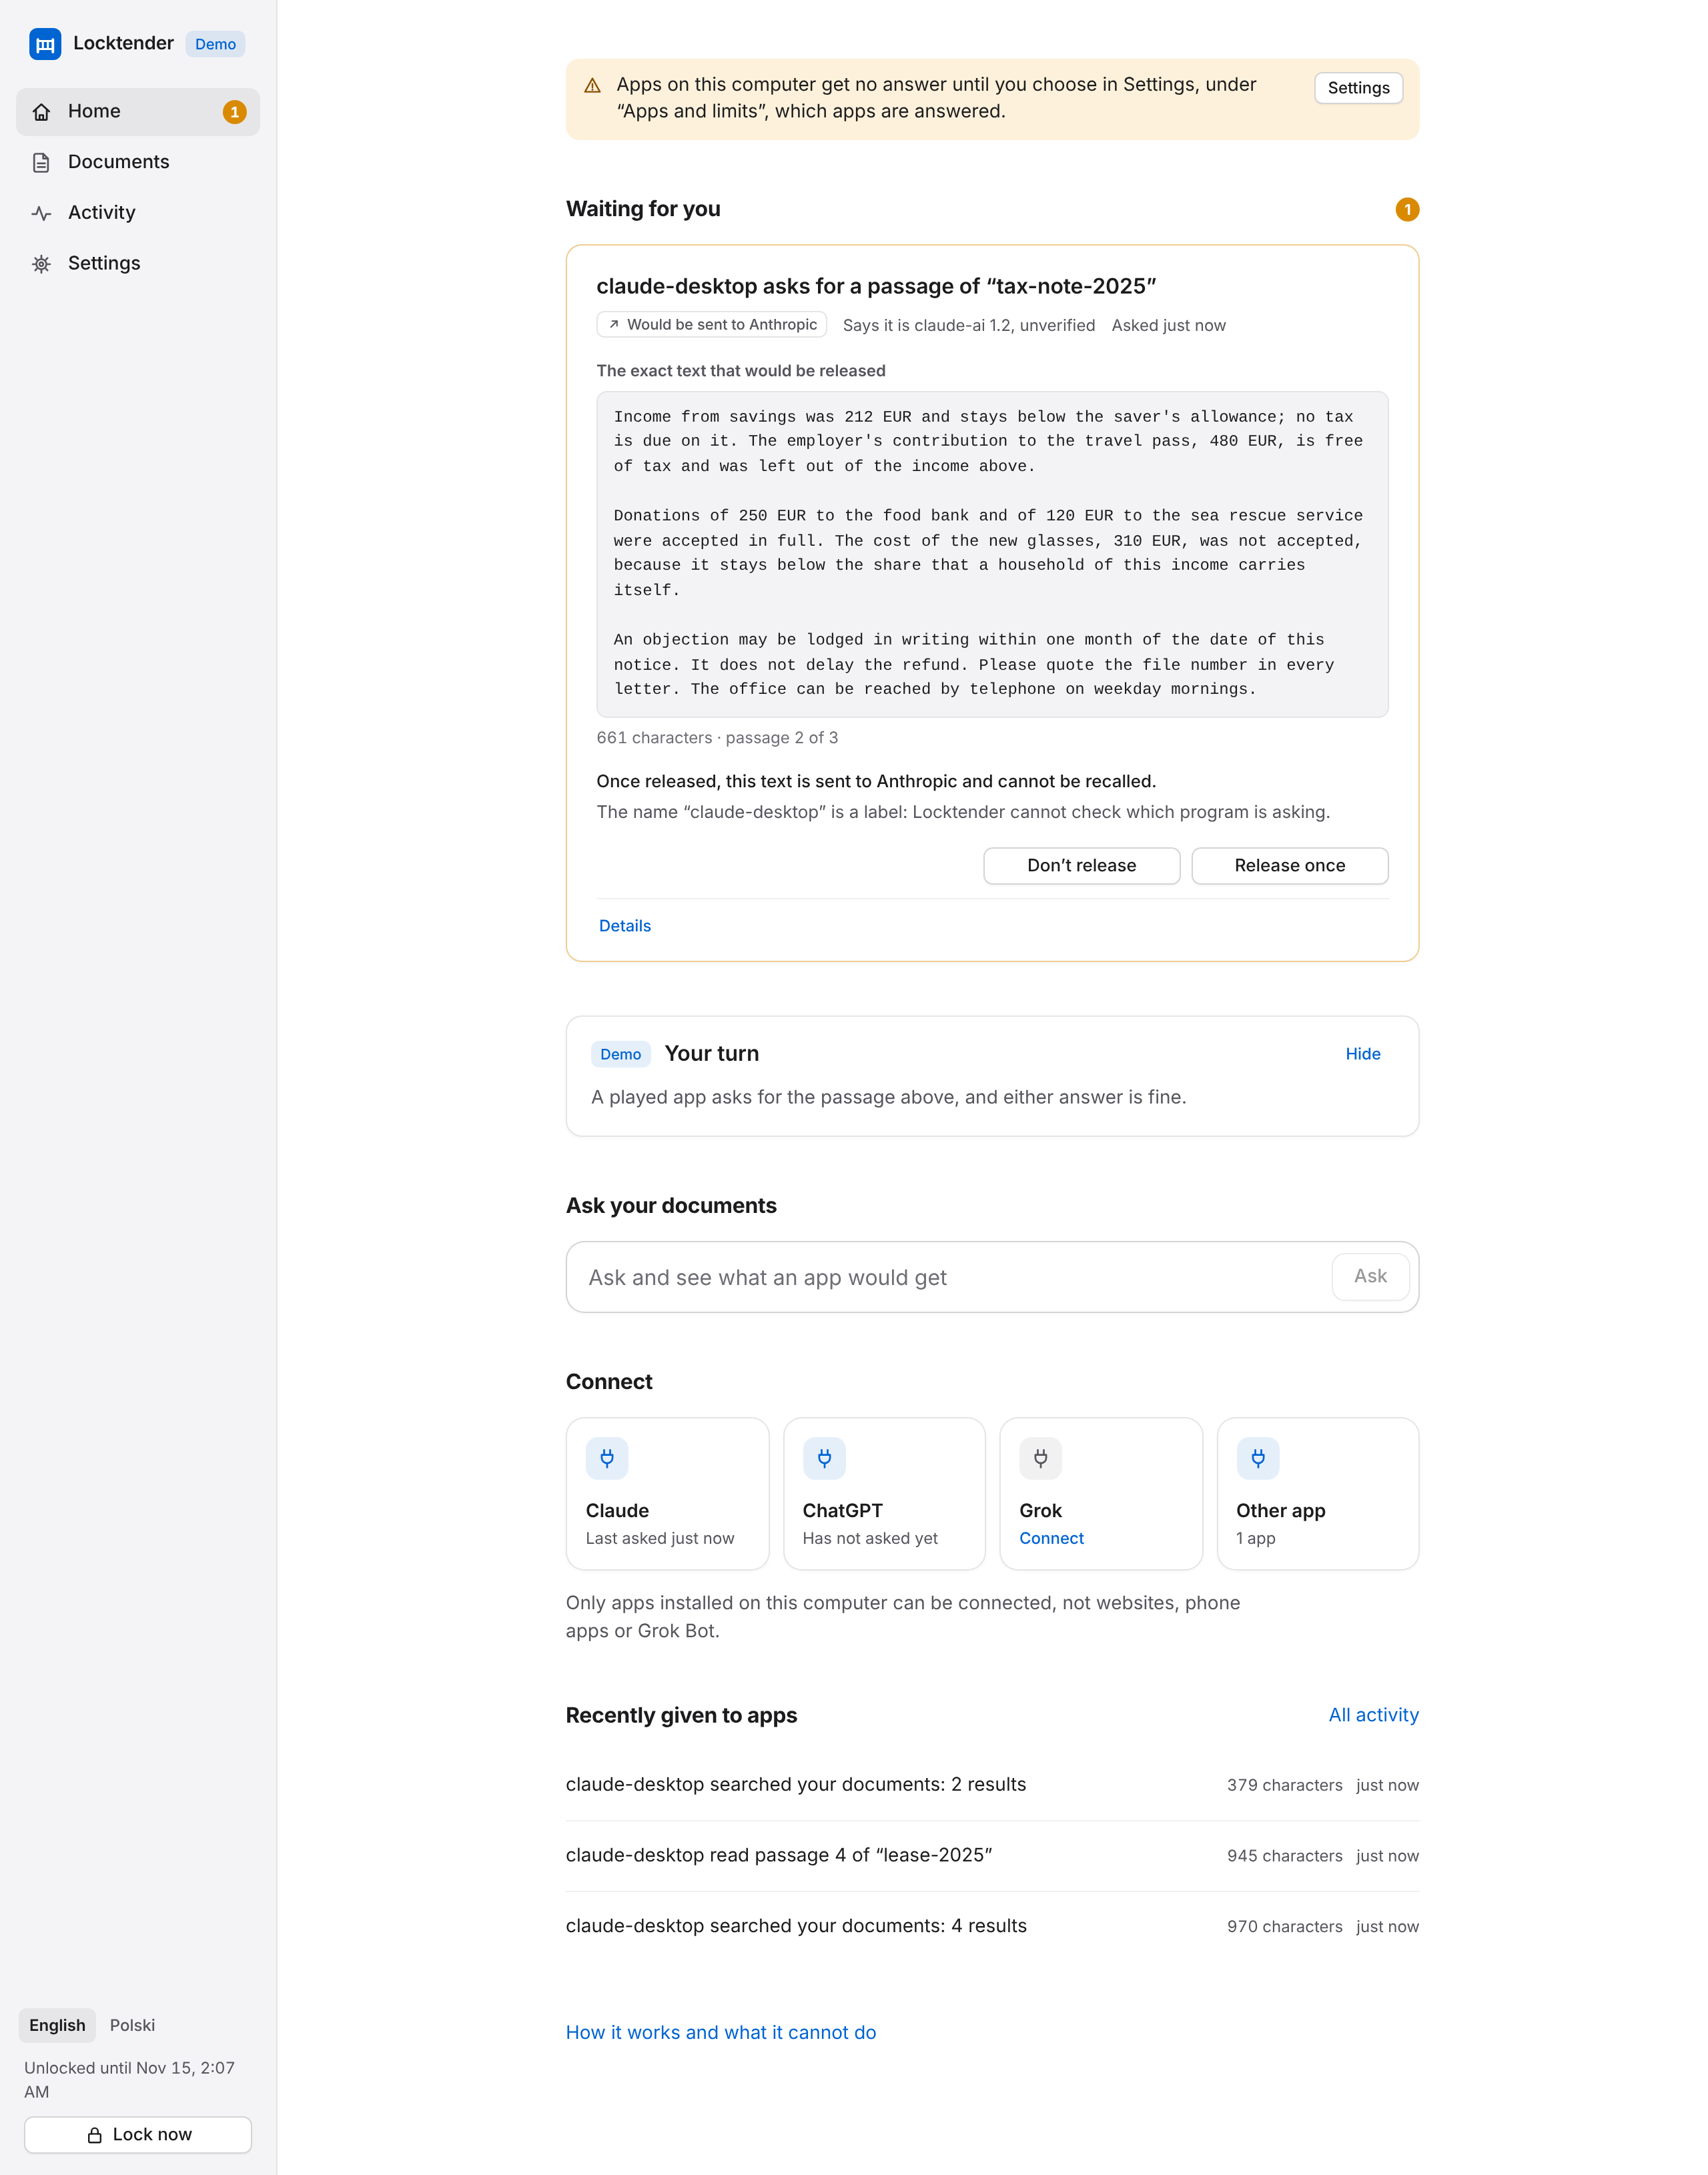 Locktender Demo
Home 1
Documents
Activity
Settings
English Polski
Unlocked until Nov 15, 2:07
AM
Lock now
Apps on this computer get no answer until you choose in Settings, under
“Apps and limits”, which apps are answered.
Settings
Waiting for you 1
claude-desktop asks for a passage of “tax-note-2025”
Would be sent to Anthropic Says it is claude-ai 1.2, unverified Asked just now
The exact text that would be released
Income from savings was 212 EUR and stays below the saver's allowance; no tax
is due on it. The employer's contribution to the travel pass, 480 EUR, is free
of tax and was left out of the income above.
Donations of 250 EUR to the food bank and of 120 EUR to the sea rescue service
were accepted in full. The cost of the new glasses, 310 EUR, was not accepted,
because it stays below the share that a household of this income carries
itself.
An objection may be lodged in writing within one month of the date of this
notice. It does not delay the refund. Please quote the file number in every
letter. The office can be reached by telephone on weekday mornings.
661 characters · passage 2 of 3
Once released, this text is sent to Anthropic and cannot be recalled.
The name “claude-desktop” is a label: Locktender cannot check which program is asking.
Don’t release Release once
Details
Demo Your turn Hide
A played app asks for the passage above, and either answer is fine.
Ask your documents
Ask and see what an app would get Ask
Connect
Claude
Last asked just now
ChatGPT
Has not asked yet
Grok
Connect
Other app
1 app
Only apps installed on this computer can be connected, not websites, phone
apps or Grok Bot.
Recently given to apps All activity
claude-desktop searched your documents: 2 results 379 characters just now
claude-desktop read passage 4 of “lease-2025” 945 characters just now
claude-desktop searched your documents: 4 results 970 characters just now
How it works and what it cannot do